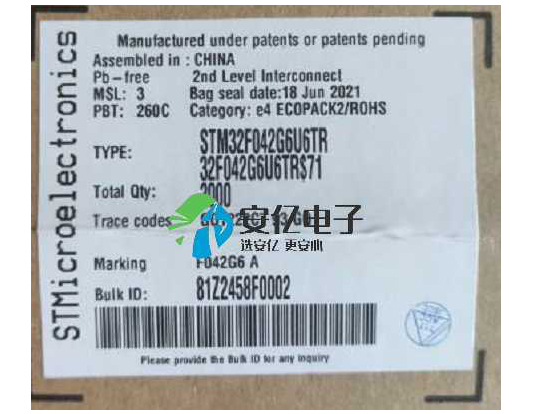 STMicroelectronics
Manufactured under patents or patents pending
Assembled in : CHINA
Pb-free 2nd Level Interconnect
MSL: 3 Bag seal date:18 Jun 2021
PBT: 260C Category: e4 ECOPACK2/ROHS
TYPE: STM32F042G6U6TR
32F042G6U6TR$71
Total Qty: 3000
安亿电子
Trace codes
选安亿 更安心
Marking F042G6 A
Bulk ID: 81Z2458F0002
Please provide the Bulk ID for any inquiry